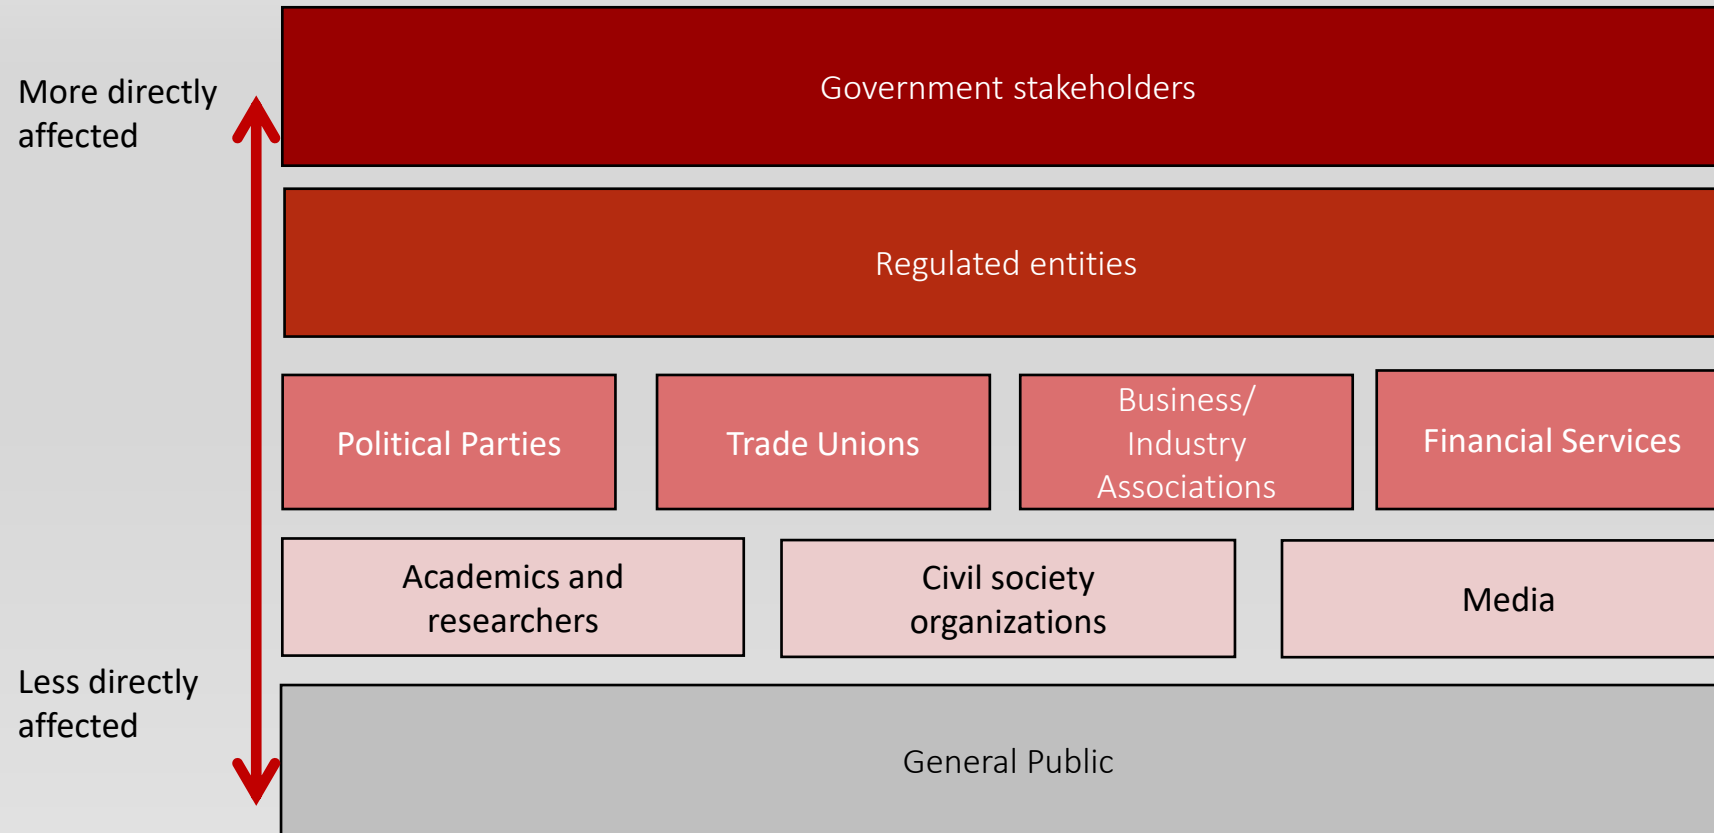 More directly
affected
Government stakeholders
Regulated entities
Political Parties
Trade Unions
Business/
Industry
Associations
Financial Services
Academics and
researchers
Civil society
organizations
Media
Less directly
affected
General Public